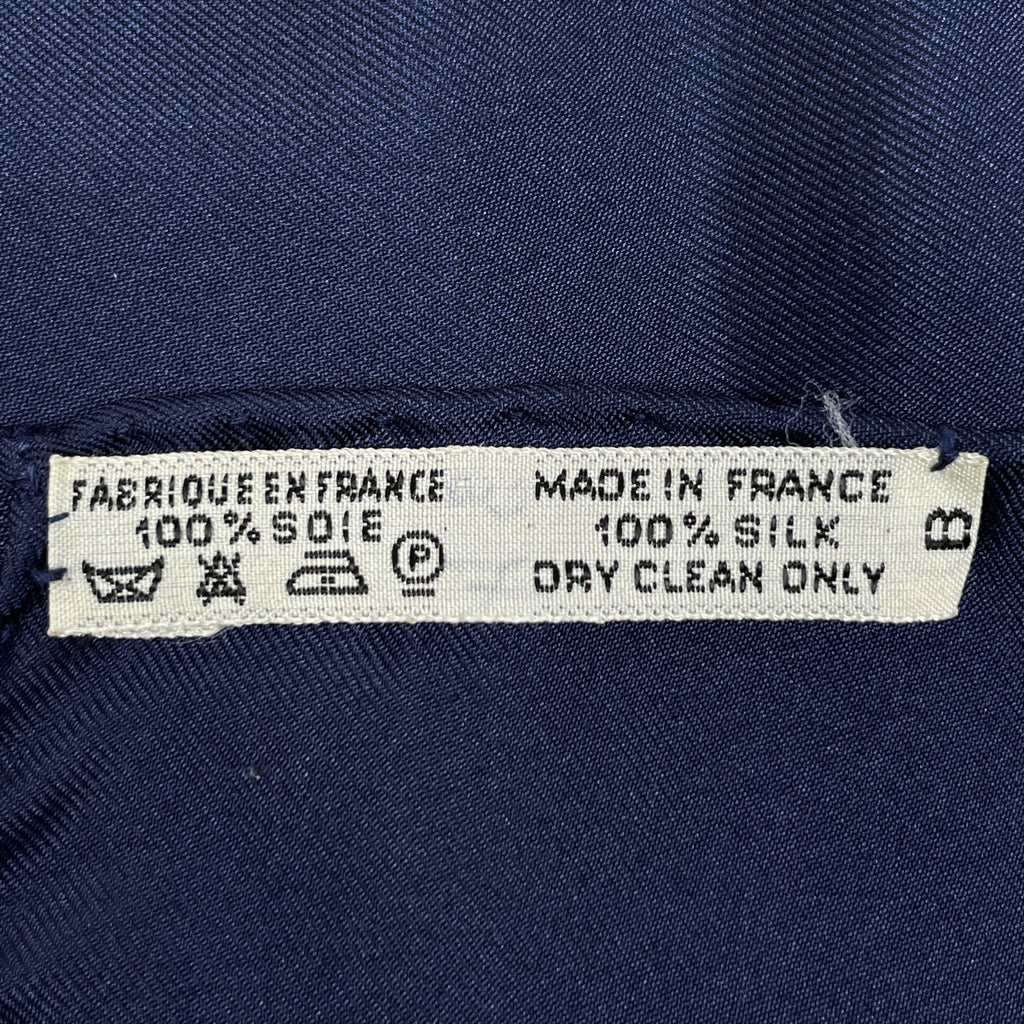 FABRIQUE EN FRANCE
100% SOIE
P
MADE IN FRANCE
100% SILK
DRY CLEAN ONLY
B